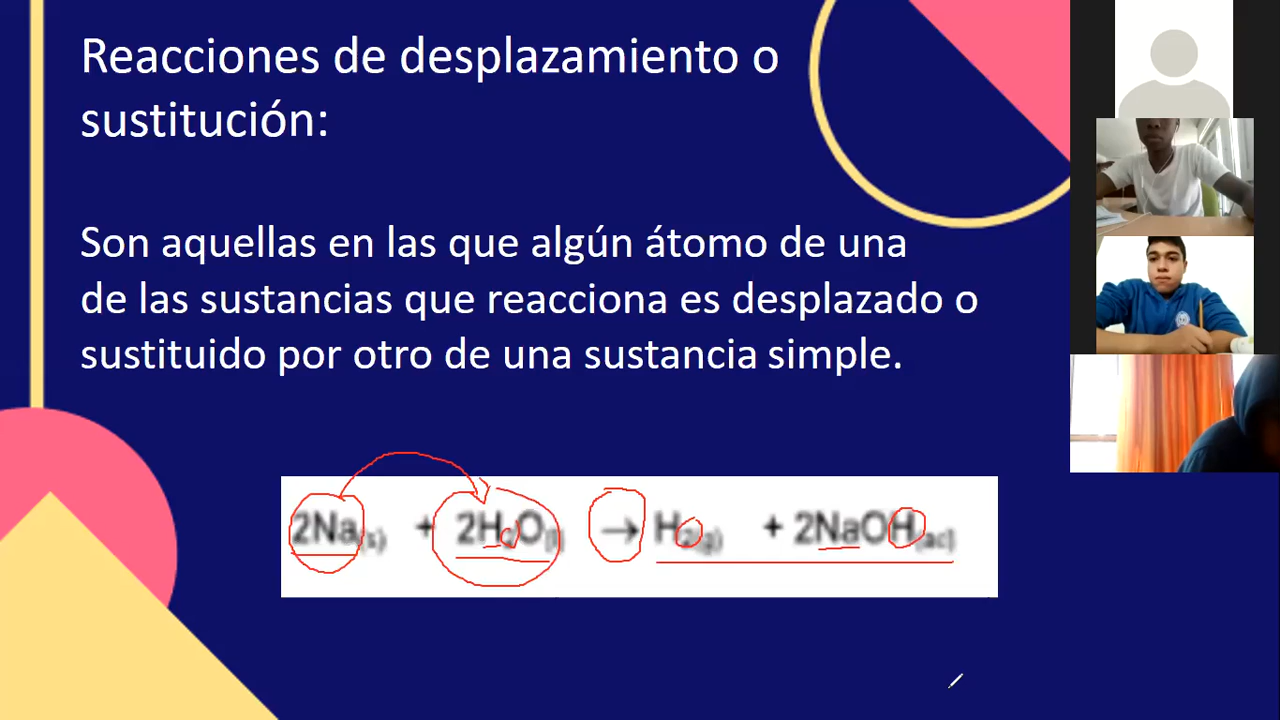 Reacciones de desplazamiento o
sustitución:
Son aquellas en las que algún átomo de una
de las sustancias que reacciona es desplazado o
sustituido por otro de una sustancia simple.
2Na(s) + 2H2O(l) → H2(g) + 2NaOH(ac)